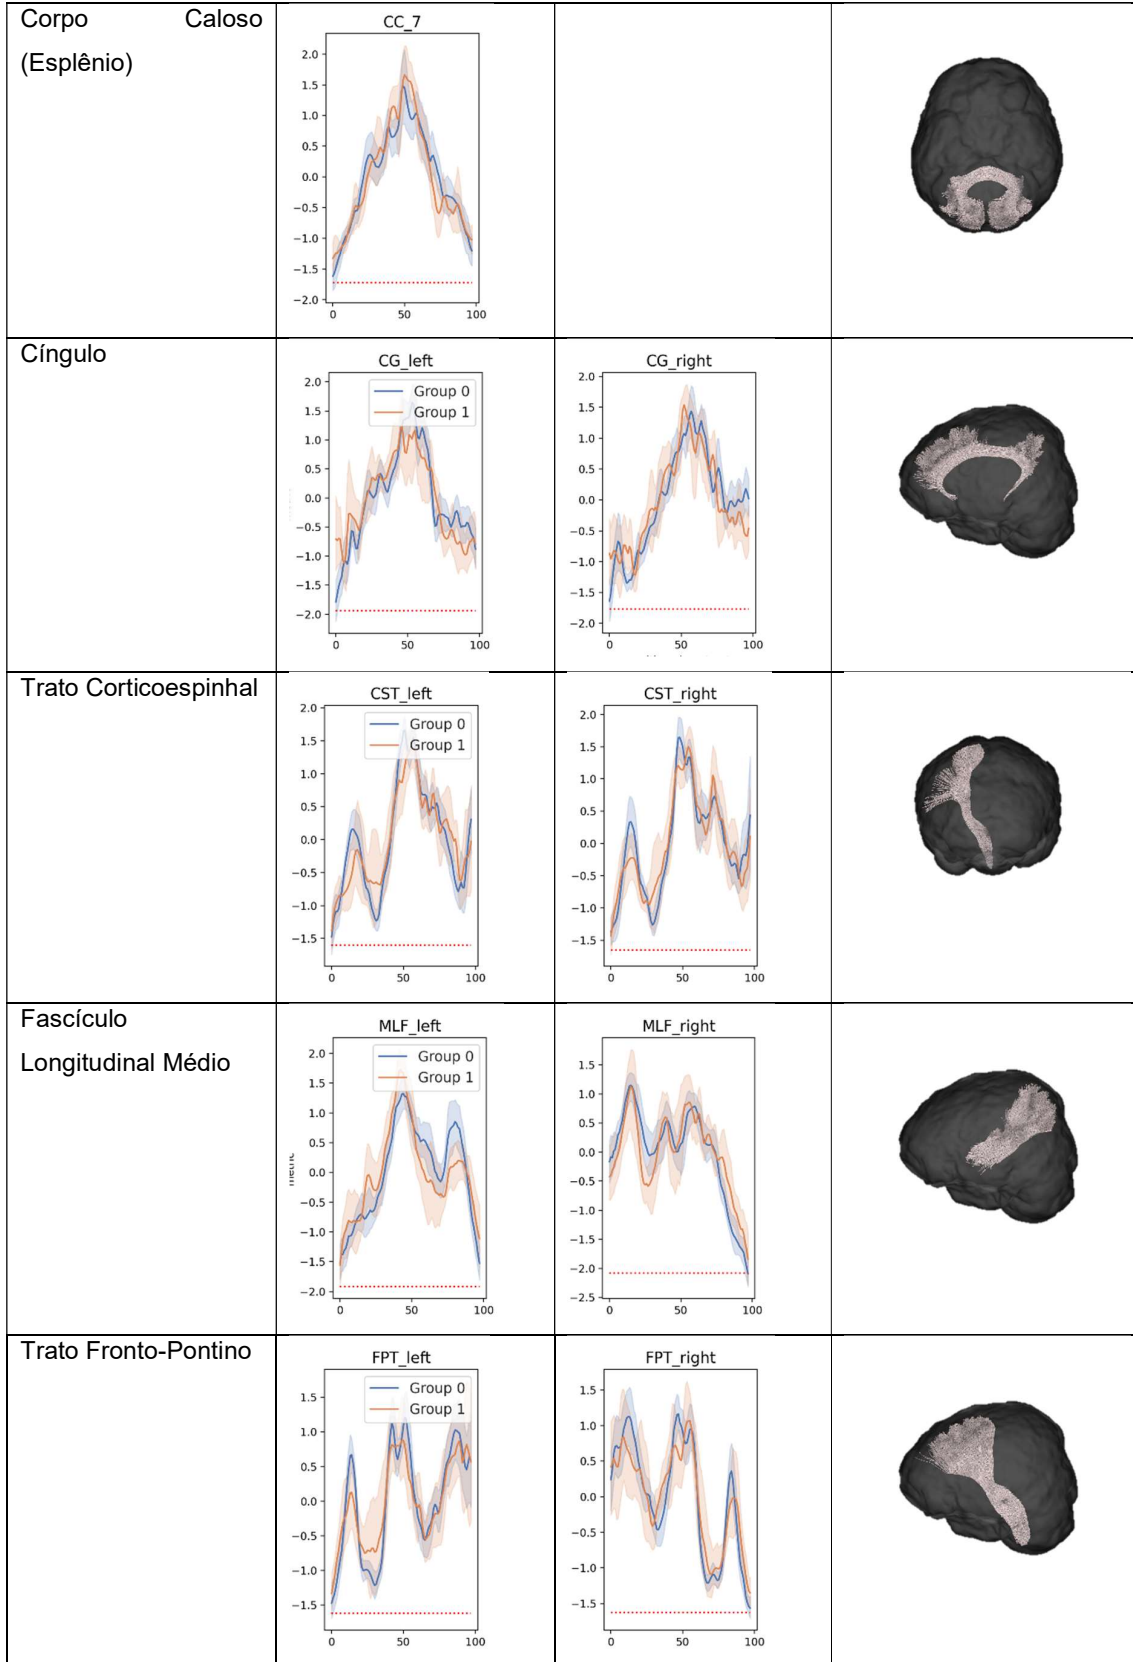 Corpo Caloso
(Esplênio)
CC_7
2.0
1.5
1.0
0.5
0.0
−0.5
−1.0
−1.5
−2.0
0 50 100
Cíngulo
CG_left
Group 0
Group 1
2.0
1.5
1.0
0.5
0.0
−0.5
−1.0
−1.5
−2.0
0 50 100
CG_right
2.0
1.5
1.0
0.5
0.0
−0.5
−1.0
−1.5
−2.0
0 50 100
Trato Corticoespinhal
CST_left
Group 0
Group 1
2.0
1.5
1.0
0.5
0.0
−0.5
−1.0
−1.5
0 50 100
CST_right
2.0
1.5
1.0
0.5
0.0
−0.5
−1.0
−1.5
0 50 100
Fascículo
Longitudinal Médio
MLF_left
Group 0
Group 1
2.0
1.5
1.0
0.5
0.0
−0.5
−1.0
−1.5
−2.0
0 50 100
metric
MLF_right
1.5
1.0
0.5
0.0
−0.5
−1.0
−1.5
−2.0
−2.5
0 50 100
Trato Fronto-Pontino
FPT_left
Group 0
Group 1
1.5
1.0
0.5
0.0
−0.5
−1.0
−1.5
0 50 100
FPT_right
1.5
1.0
0.5
0.0
−0.5
−1.0
−1.5
0 50 100